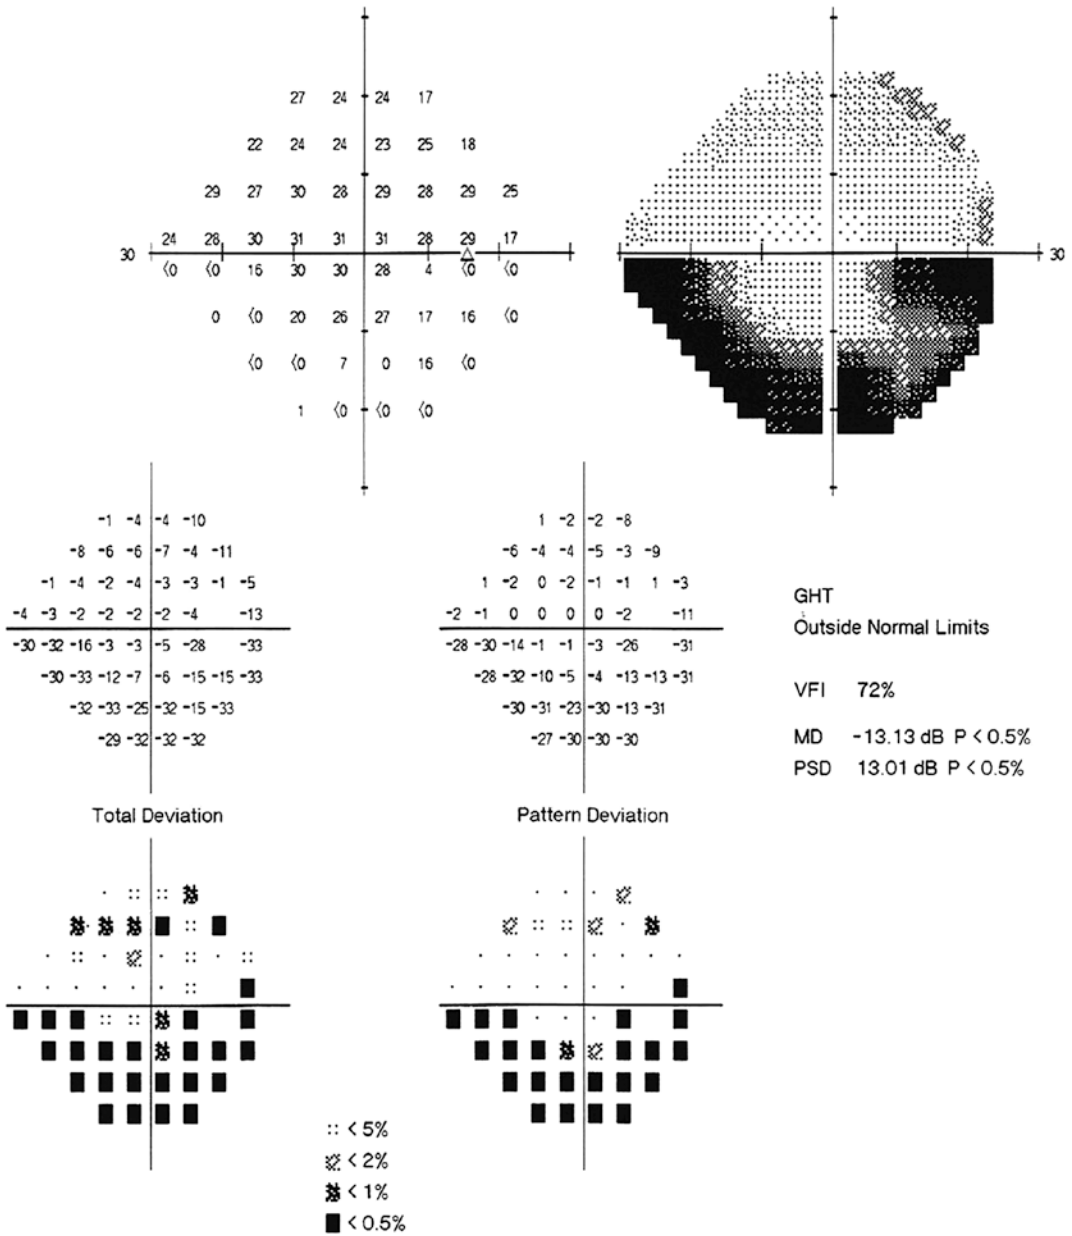 27 24 24 17
22 24 24 23 25 18
29 27 30 28 29 28 29 25
24 28 30 31 31 31 28 29 17
30 30
<0 <0 16 30 30 28 4 <0 <0
0 <0 20 26 27 17 16 <0
<0 <0 7 0 16 <0
1 <0 <0 <0
-1 -4 -4 -10
-8 -6 -6 -7 -4 -11
-1 -4 -2 -4 -3 -3 -1 -5
-4 -3 -2 -2 -2 -2 -4 -13
-30 -32 -16 -3 -3 -5 -28 -33
-30 -33 -12 -7 -6 -15 -15 -33
-32 -33 -25 -32 -15 -33
-29 -32 -32 -32
Total Deviation
1 -2 -2 -8
-6 -4 -4 -5 -3 -9
1 -2 0 -2 -1 -1 1 -3
-2 -1 0 0 0 0 -2 -11
-28 -30 -14 -1 -1 -3 -26 -31
-28 -32 -10 -5 -4 -13 -13 -31
-30 -31 -23 -30 -13 -31
-27 -30 -30 -30
Pattern Deviation
GHT
Outside Normal Limits
VFI 72%
MD -13.13 dB P < 0.5%
PSD 13.01 dB P < 0.5%
:: < 5%
< 2%
< 1%
< 0.5%